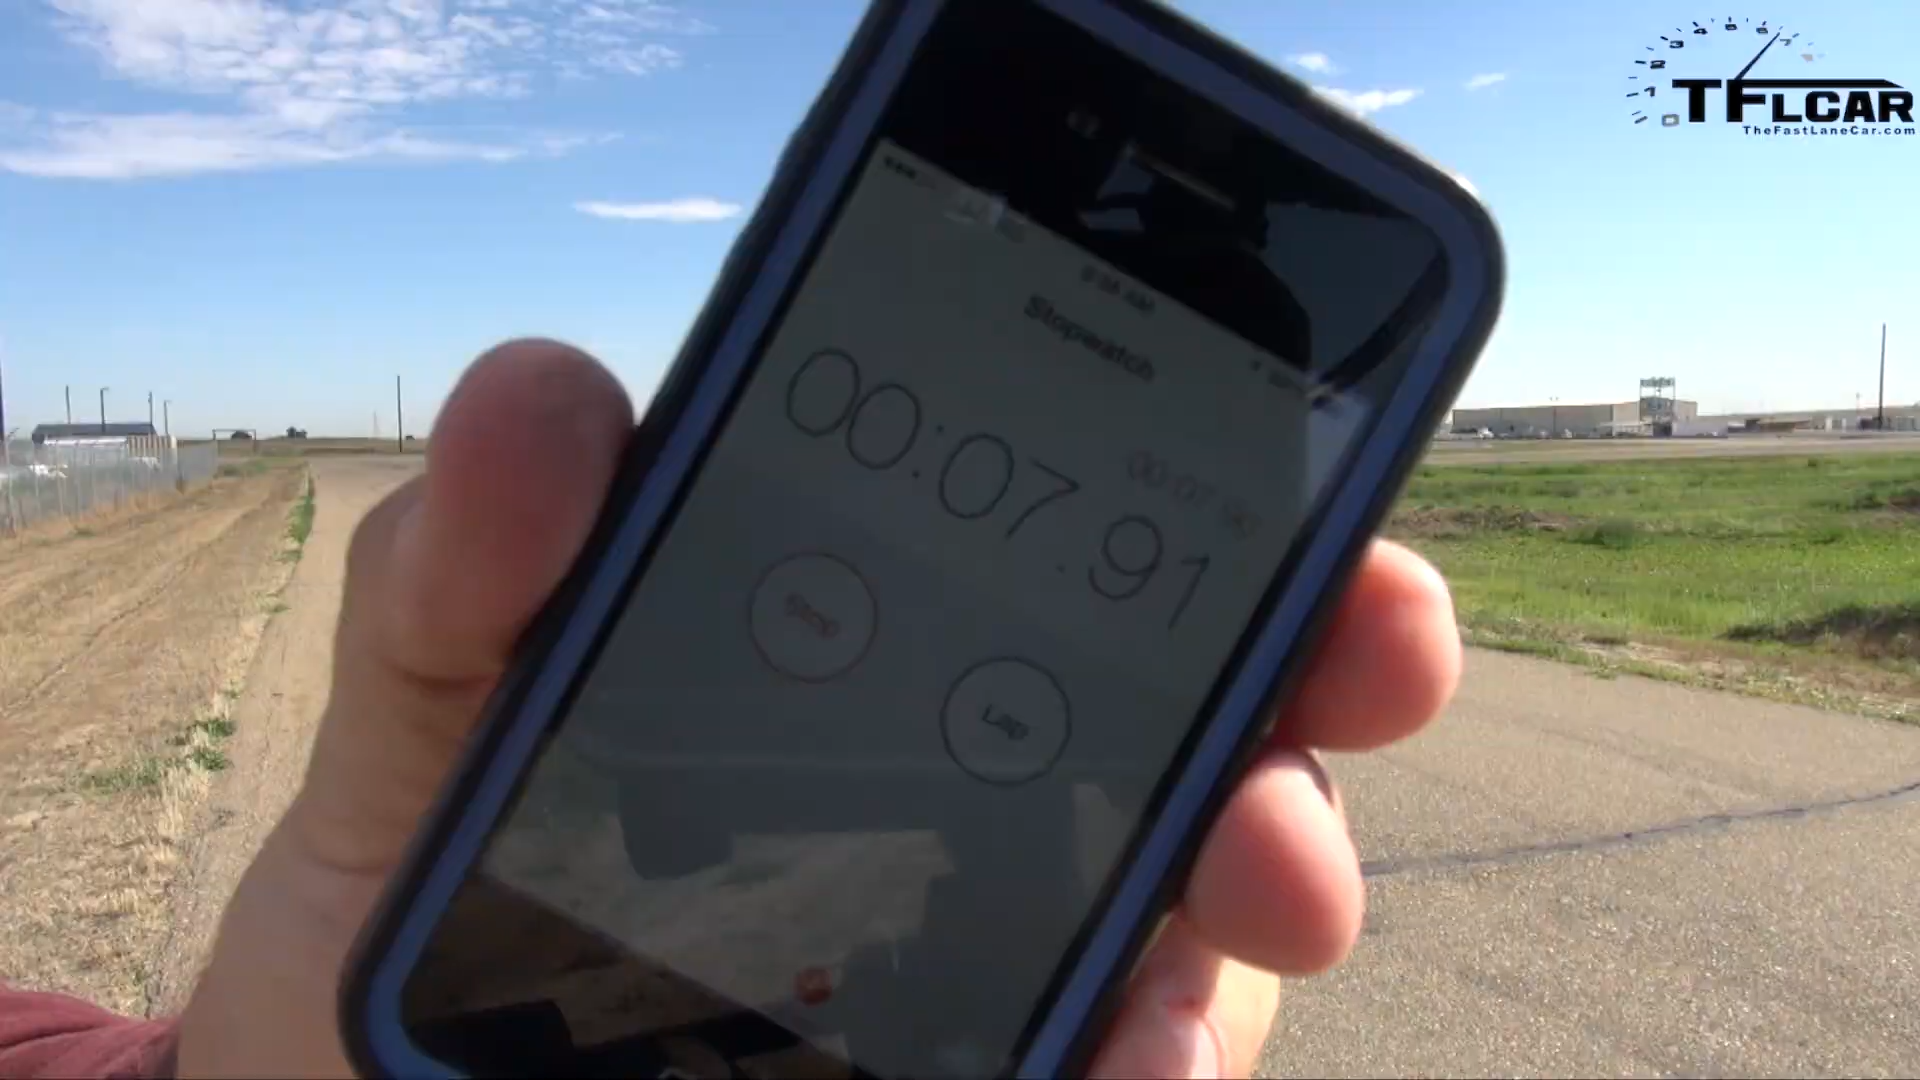 TFLCAR
TheFastLaneCar.com
Stopwatch
00:07.91
Stop
Lap